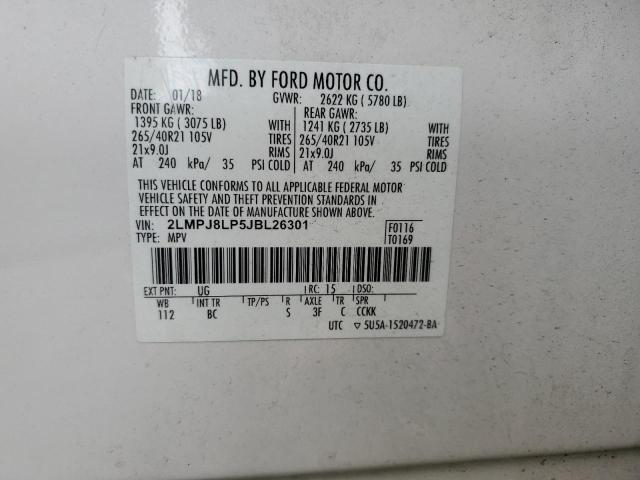 MFD. BY FORD MOTOR CO.
DATE: 01/18 GVWR: 2622 KG ( 5780 LB)
FRONT GAWR: REAR GAWR:
1395 KG ( 3075 LB) WITH 1241 KG ( 2735 LB) WITH
265/40R21 105V TIRES 265/40R21 105V TIRES
21x9.0J RIMS 21x9.0J RIMS
AT 240 kPa/ 35 PSI COLD AT 240 kPa/ 35 PSI COLD
THIS VEHICLE CONFORMS TO ALL APPLICABLE FEDERAL MOTOR
VEHICLE SAFETY AND THEFT PREVENTION STANDARDS IN
EFFECT ON THE DATE OF MANUFACTURE SHOWN ABOVE.
VIN: 2LMPJ8LP5JBL26301 F0116
TYPE: MPV T0169
EXT PNT: UG RC: 15 DSO:
WB INT TR TP/PS R AXLE TR SPR
112 BC S 3F C CCKK
UTC ▽ 5U5A-1520472-BA